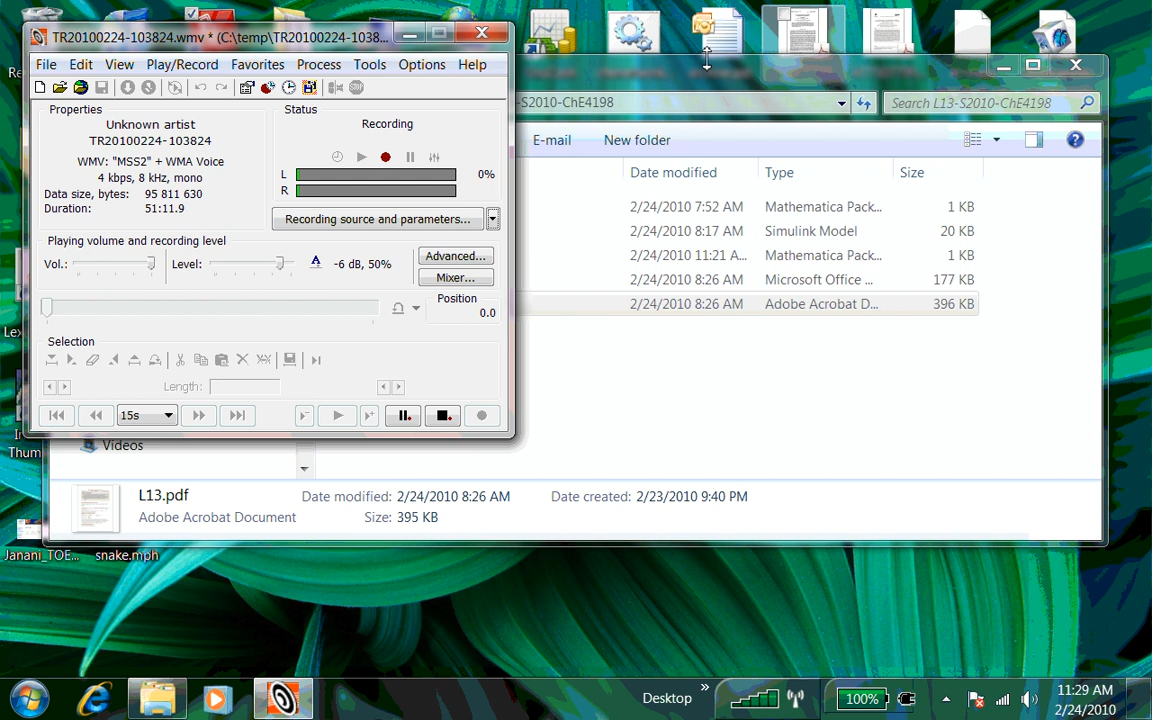 TR20100224-103824.wmv * (C:\temp\TR20100224-1038...
File Edit View Play/Record Favorites Process Tools Options Help
Properties
Unknown artist
TR20100224-103824
WMV: "MSS2" + WMA Voice
4 kbps, 8 kHz, mono
Data size, bytes: 95 811 630
Duration: 51:11.9
Status
Recording
L
0%
R
Recording source and parameters...
Playing volume and recording level
Vol.:
Level:
-6 dB, 50%
Advanced...
Mixer...
Position
0.0
Selection
Length:
15s
-S2010-ChE4198
Search L13-S2010-ChE4198
E-mail New folder
Date modified Type Size
2/24/2010 7:52 AM Mathematica Pack... 1 KB
2/24/2010 8:17 AM Simulink Model 20 KB
2/24/2010 11:21 A... Mathematica Pack... 1 KB
2/24/2010 8:26 AM Microsoft Office ... 177 KB
2/24/2010 8:26 AM Adobe Acrobat D... 396 KB
Videos
L13.pdf
Date modified: 2/24/2010 8:26 AM
Date created: 2/23/2010 9:40 PM
Adobe Acrobat Document
Size: 395 KB
Re
Lex
In
Thum
Janani_TOE...
snake.mph
Desktop
100%
11:29 AM
2/24/2010